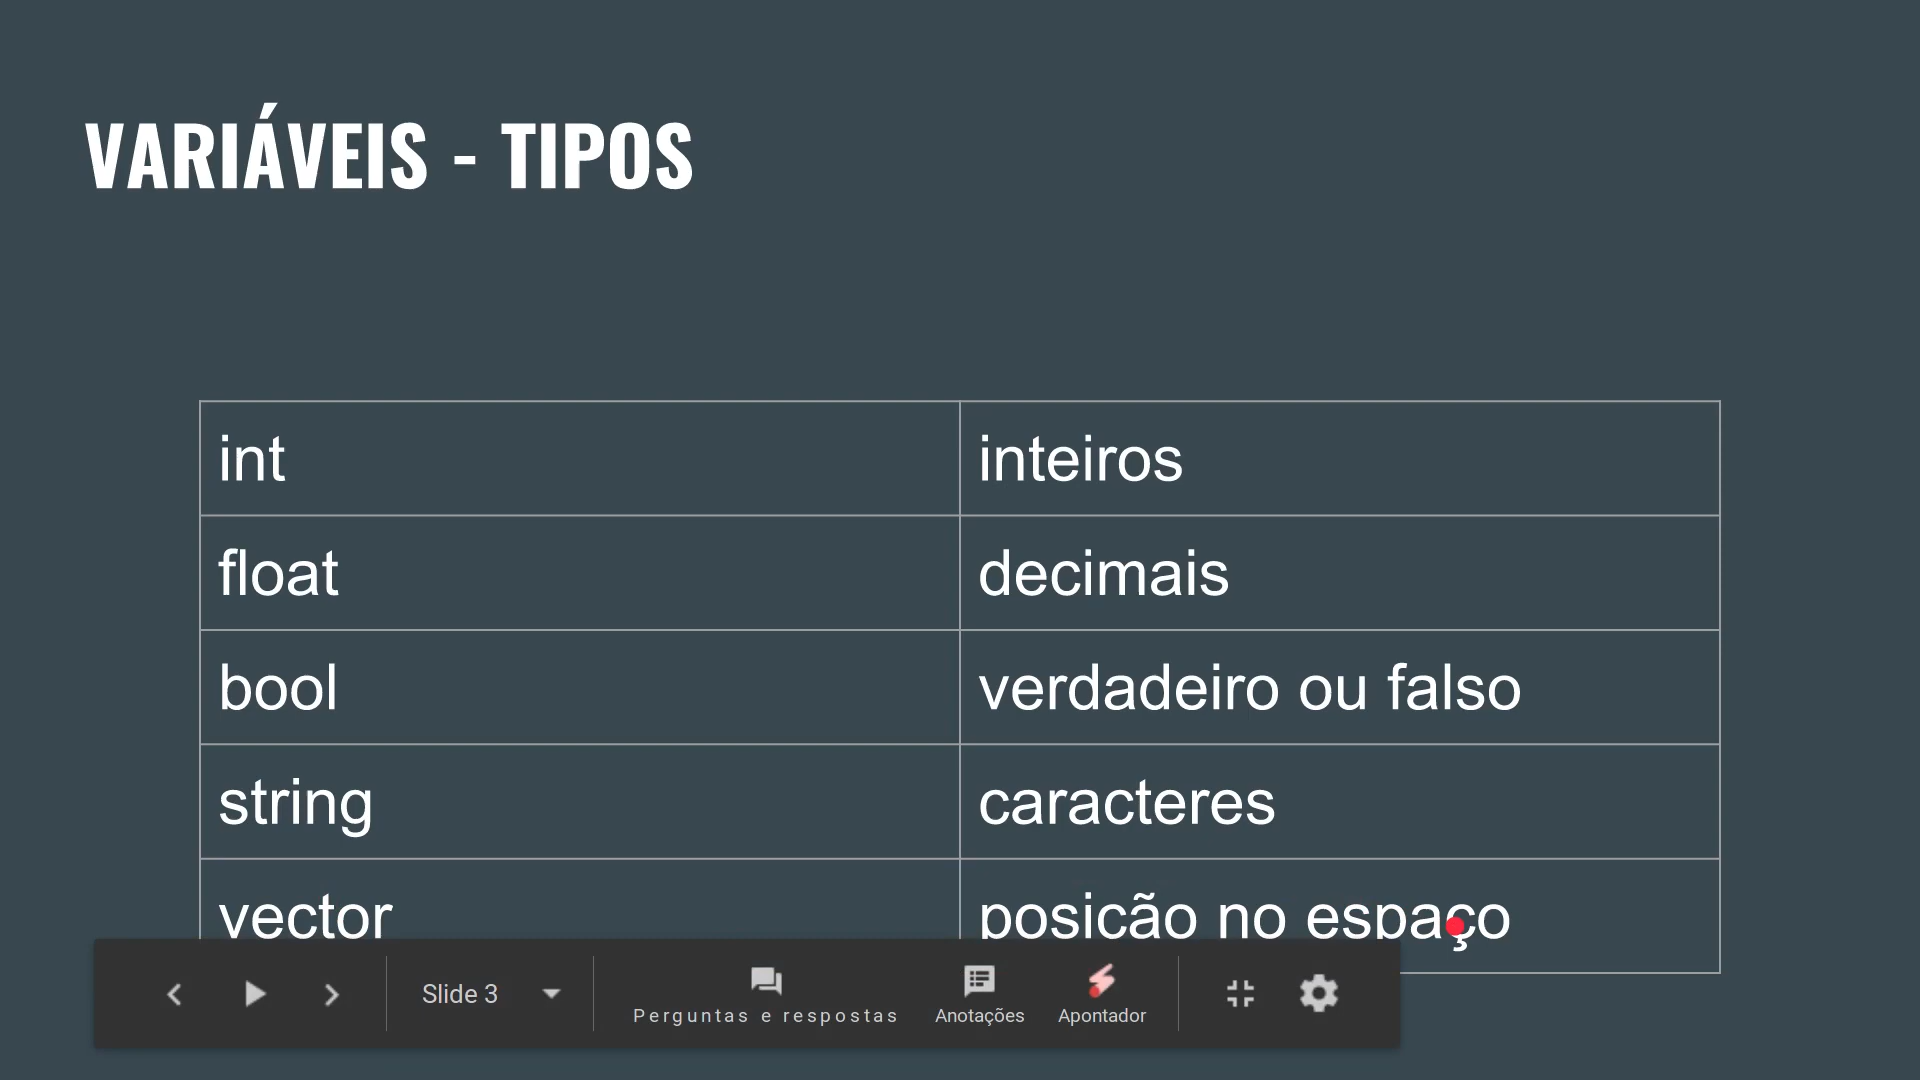 VARIÁVEIS - TIPOS
int inteiros
float decimais
bool verdadeiro ou falso
string caracteres
vector posição no espaço
Slide 3
Perguntas e respostas Anotações Apontador